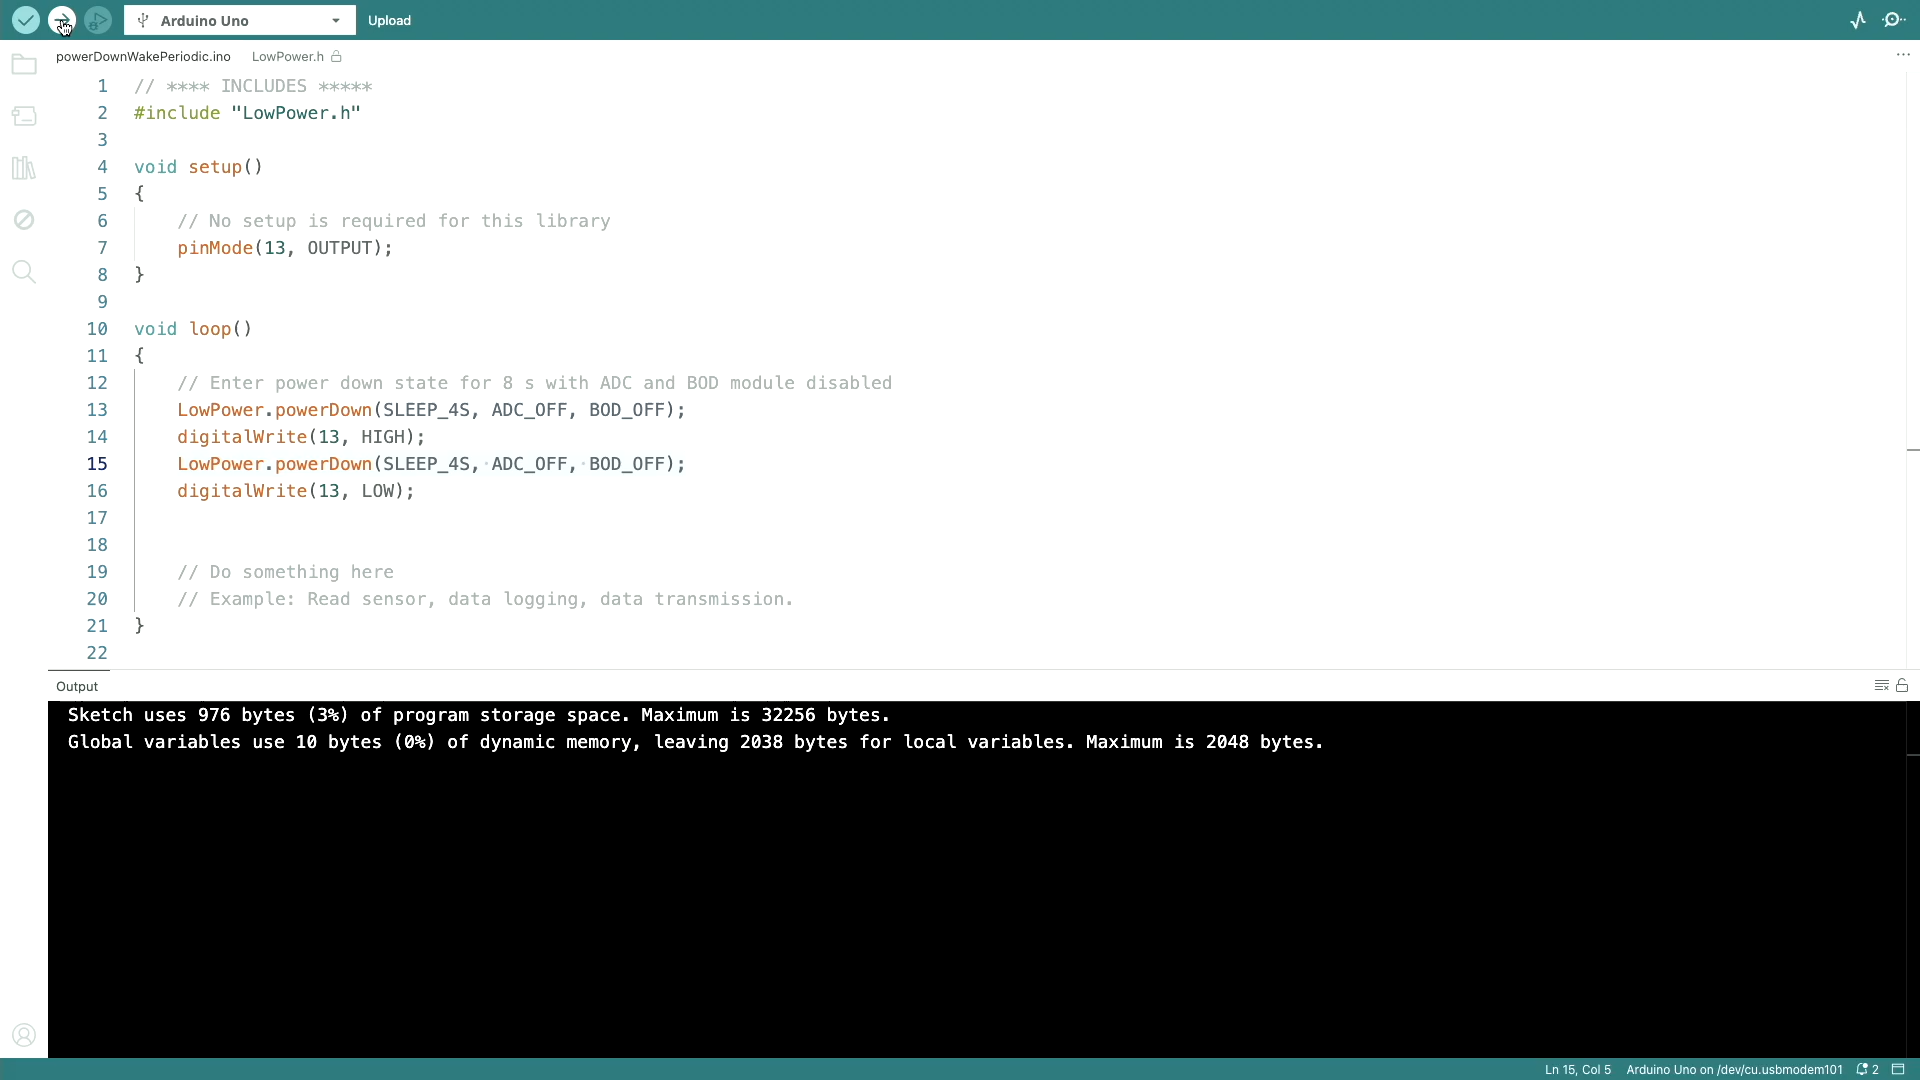 Arduino Uno
Upload
powerDownWakePeriodic.ino
LowPower.h
1 // **** INCLUDES *****
2 #include "LowPower.h"
3
4 void setup()
5 {
6 // No setup is required for this library
7 pinMode(13, OUTPUT);
8 }
9
10 void loop()
11 {
12 // Enter power down state for 8 s with ADC and BOD module disabled
13 LowPower.powerDown(SLEEP_4S, ADC_OFF, BOD_OFF);
14 digitalWrite(13, HIGH);
15 LowPower.powerDown(SLEEP_4S, ADC_OFF, BOD_OFF);
16 digitalWrite(13, LOW);
17
18
19 // Do something here
20 // Example: Read sensor, data logging, data transmission.
21 }
22
Output
Sketch uses 976 bytes (3%) of program storage space. Maximum is 32256 bytes.
Global variables use 10 bytes (0%) of dynamic memory, leaving 2038 bytes for local variables. Maximum is 2048 bytes.
Ln 15, Col 5 Arduino Uno on /dev/cu.usbmodem101 2